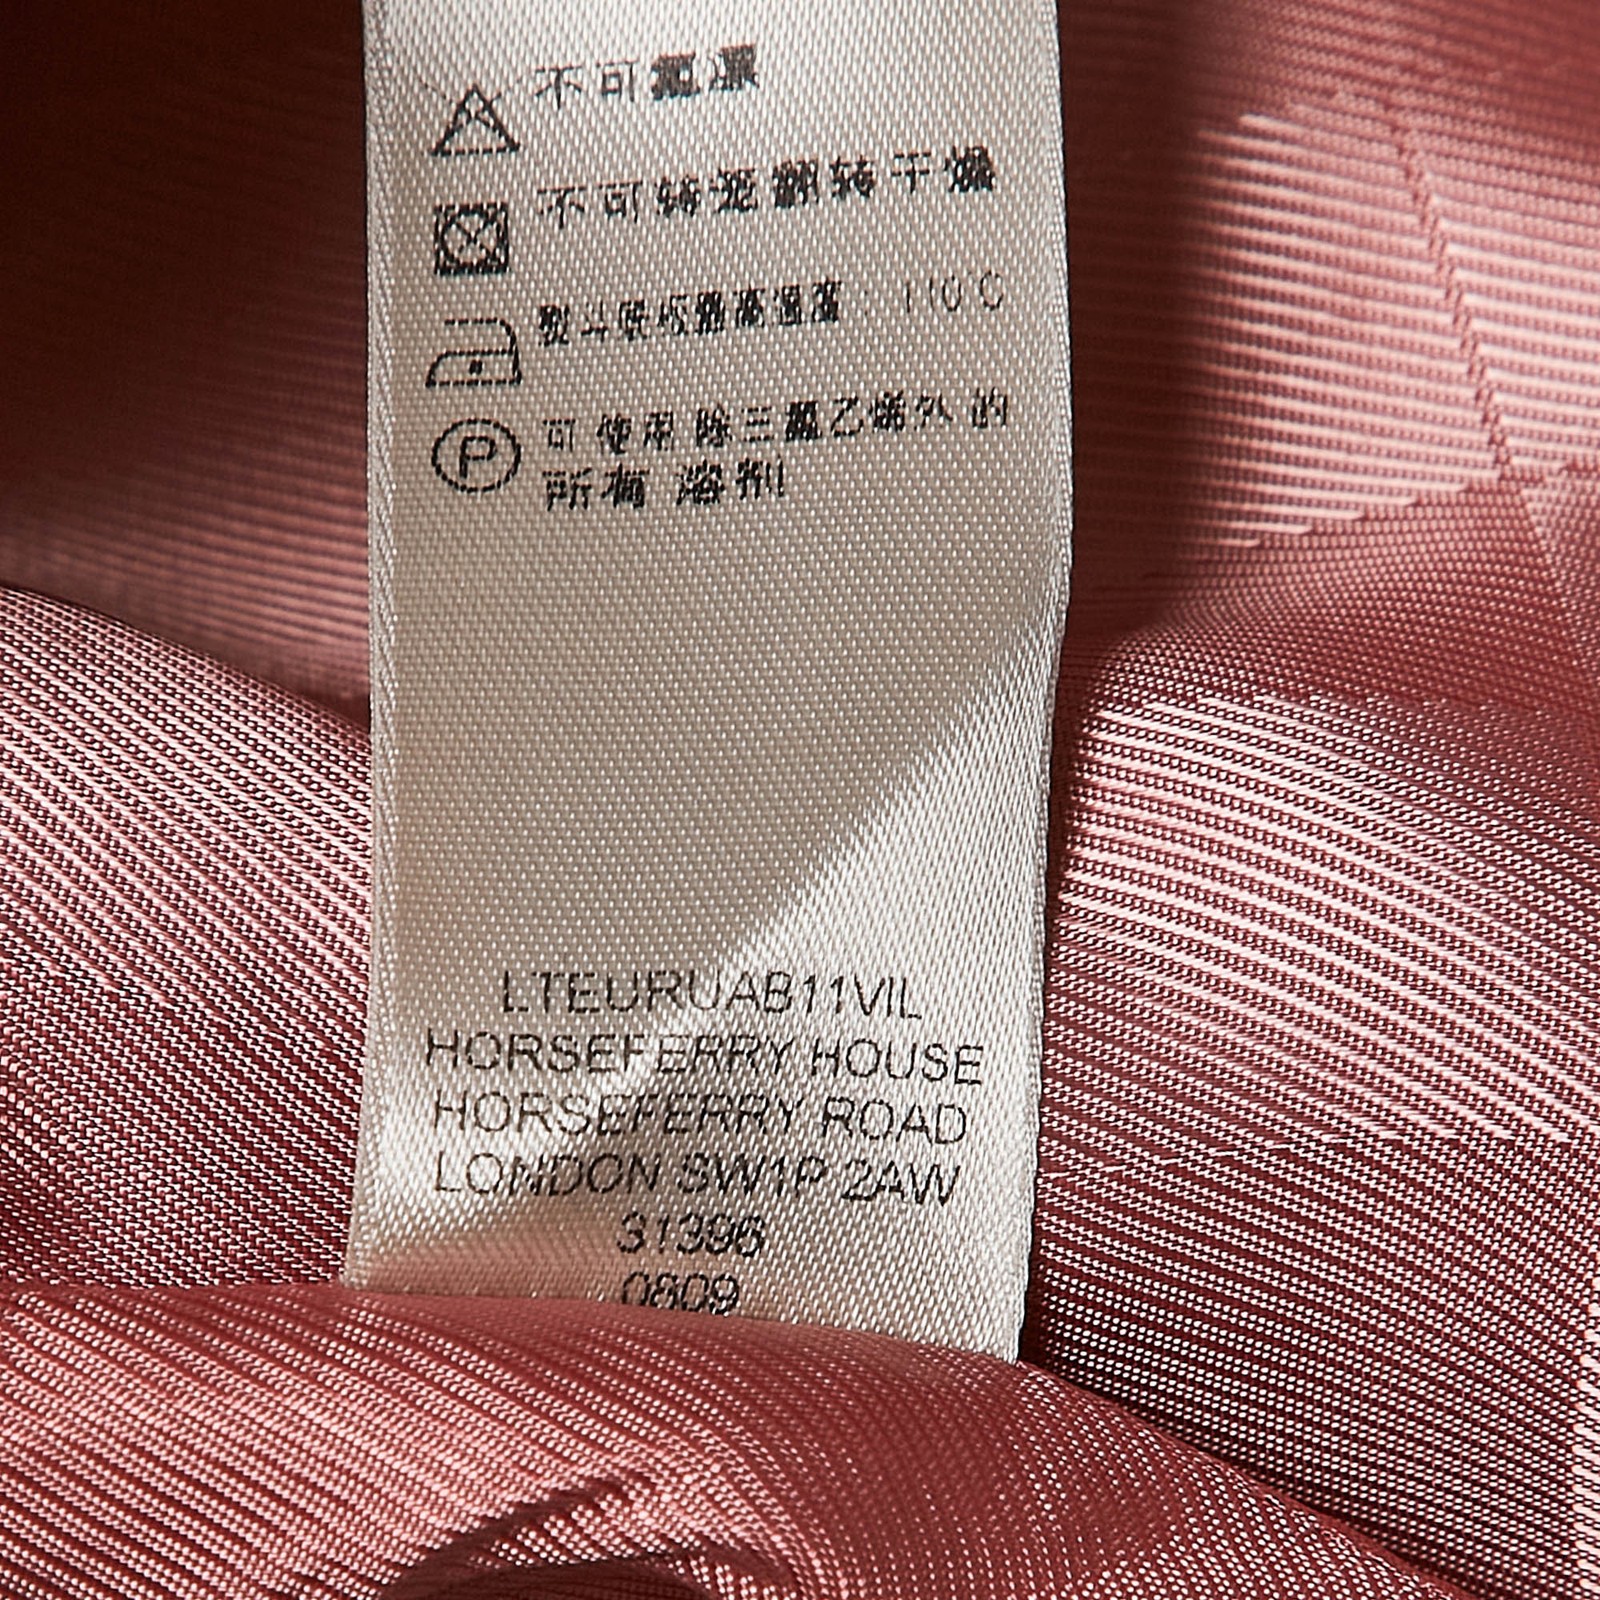 不可氯漂
不可转笼翻转干燥
熨斗底板最高温度：110°C
可使用 除三氯乙烯外的
所有 溶剂
P
LTEURUAB11VIL
HORSEFERRY HOUSE
HORSEFERRY ROAD
LONDON SW1P 2AW
31396
0809